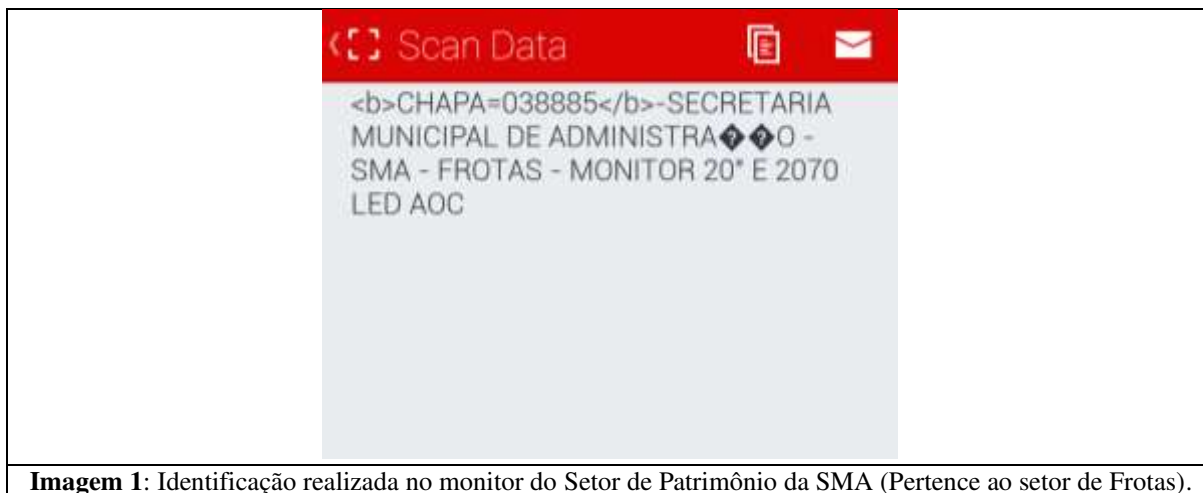 Scan Data
<b>CHAPA=038885</b>-SECRETARIA
MUNICIPAL DE ADMINISTRA��O -
SMA - FROTAS - MONITOR 20" E 2070
LED AOC
Imagem 1: Identificação realizada no monitor do Setor de Patrimônio da SMA (Pertence ao setor de Frotas).